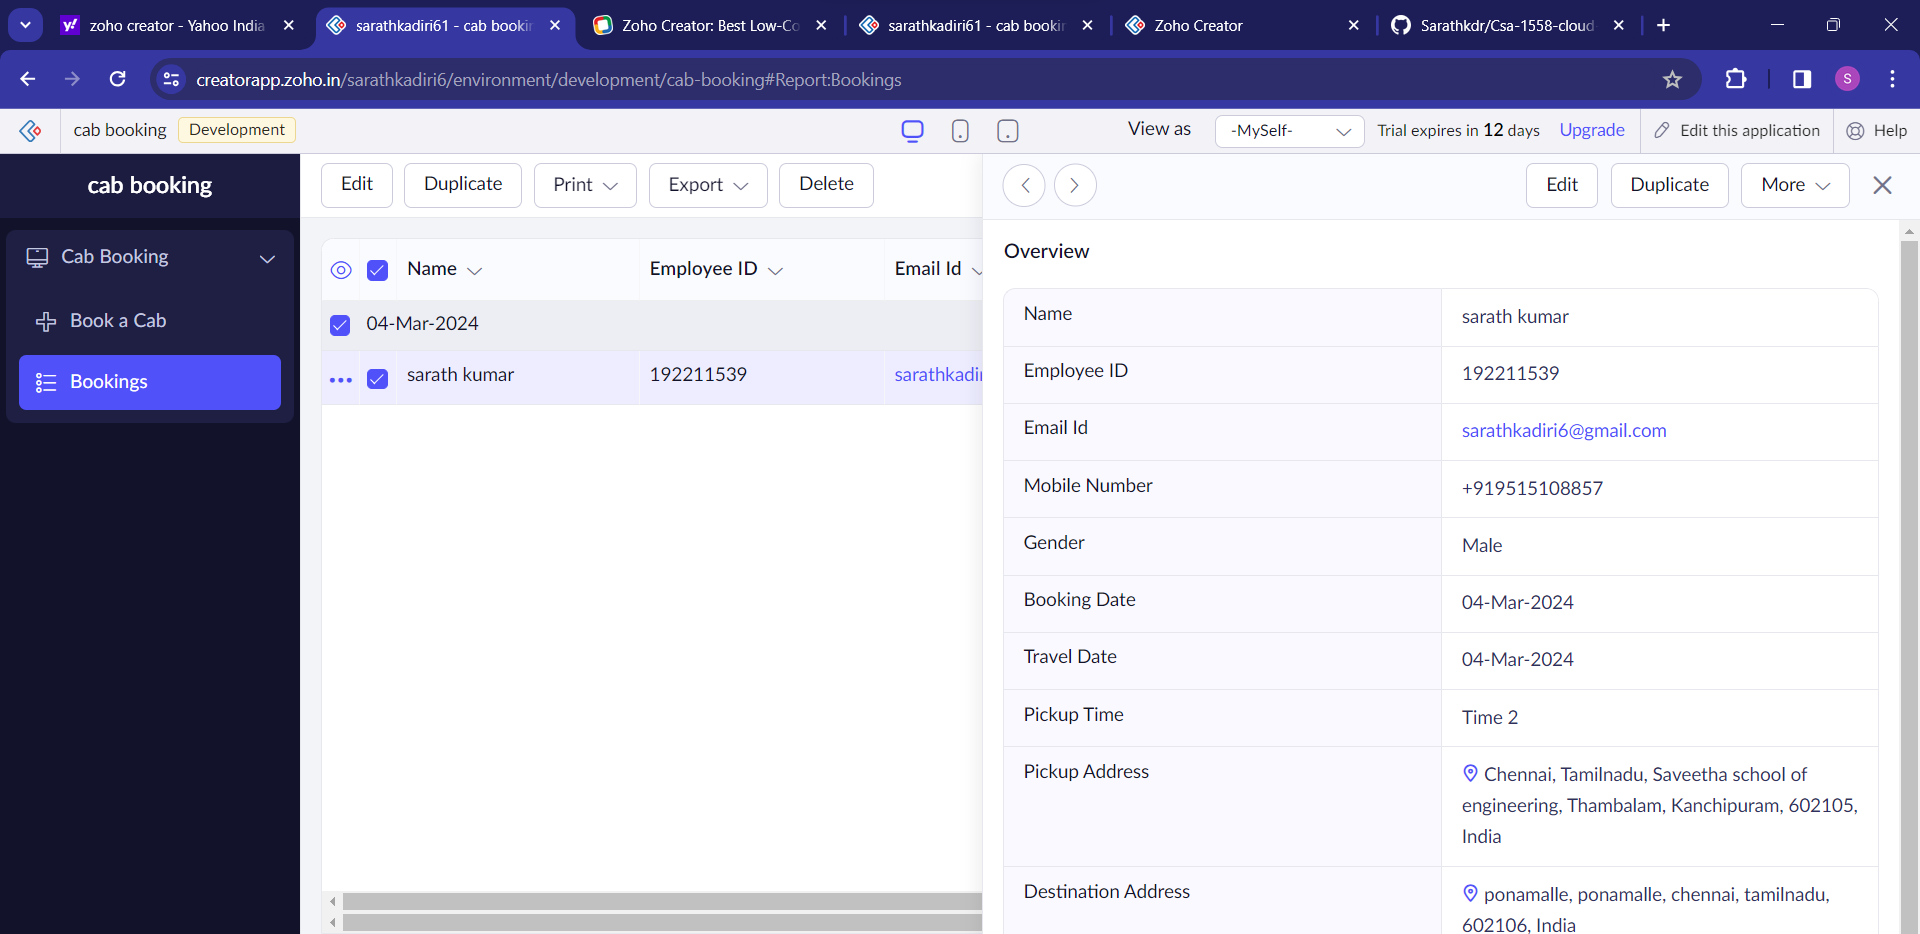 zoho creator - Yahoo India
sarathkadiri61 - cab bookin
Zoho Creator: Best Low-Co
sarathkadiri61 - cab bookin
Zoho Creator
Sarathkdr/Csa-1558-cloud
creatorapp.zoho.in/sarathkadiri6/environment/development/cab-booking#Report:Bookings
S
cab booking
Development
View as
-MySelf-
Trial expires in 12 days
Upgrade
Edit this application
Help
cab booking
Cab Booking
Book a Cab
Bookings
Edit
Duplicate
Print
Export
Delete
Name
Employee ID
Email Id
04-Mar-2024
sarath kumar
192211539
sarathkadiri
Edit
Duplicate
More
Overview
Name
sarath kumar
Employee ID
192211539
Email Id
sarathkadiri6@gmail.com
Mobile Number
+919515108857
Gender
Male
Booking Date
04-Mar-2024
Travel Date
04-Mar-2024
Pickup Time
Time 2
Pickup Address
Chennai, Tamilnadu, Saveetha school of
engineering, Thambalam, Kanchipuram, 602105,
India
Destination Address
ponamalle, ponamalle, chennai, tamilnadu,
602106, India